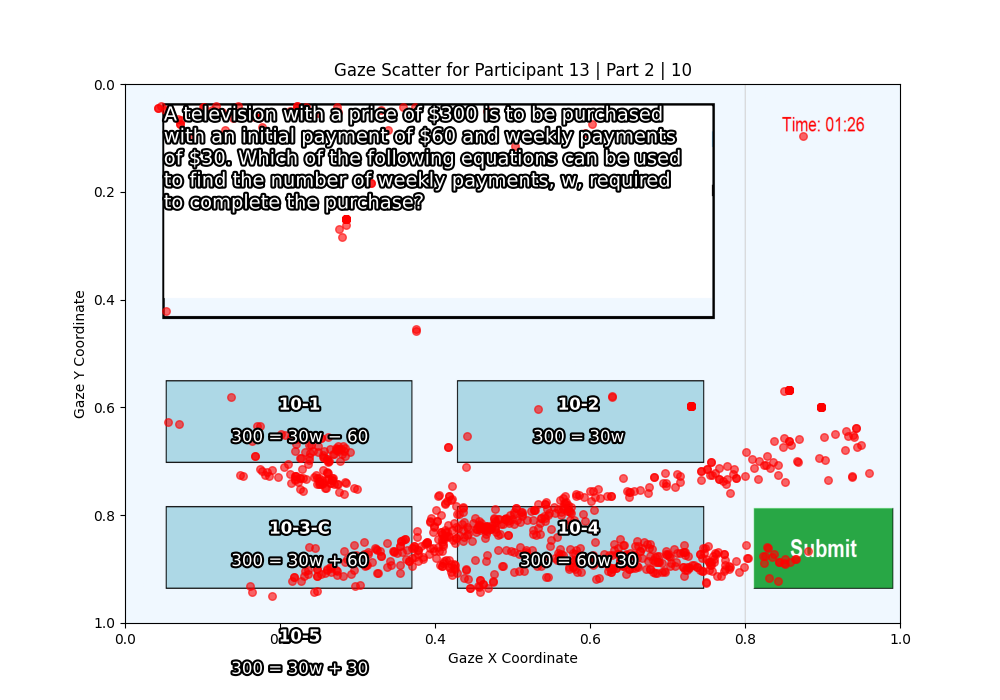 Gaze Scatter for Participant 13 | Part 2 | 10
0.0
A television with a price of $300 is to be purchased
with an initial payment of $60 and weekly payments
of $30. Which of the following equations can be used
to find the number of weekly payments, w, required
to complete the purchase?
Time: 01:26
0.2
0.4
Gaze Y Coordinate
0.6
10-1
300 = 30w − 60
10-2
300 = 30w
0.8
10-3-C
300 = 30w + 60
10-4
300 = 60w 30
Submit
1.0
0.0 0.2 0.4 0.6 0.8 1.0
10-5
Gaze X Coordinate
300 = 30w + 30